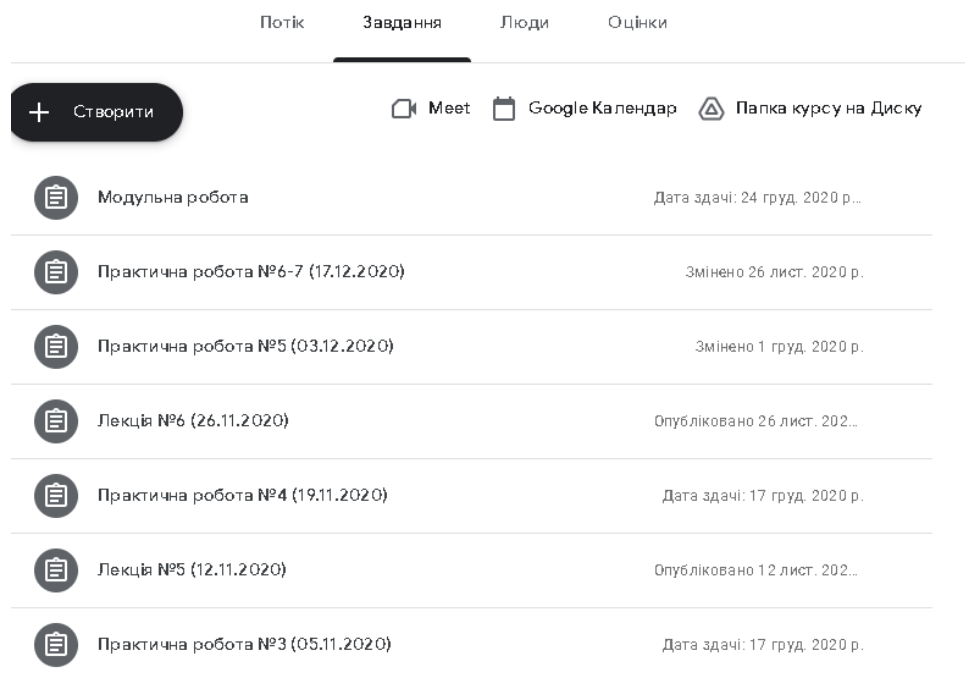 Потік Завдання Люди Оцінки
Створити Meet Google Календар Папка курсу на Диску
Модульна робота Дата здачі: 24 груд. 2020 р...
Практична робота №6-7 (17.12.2020) Змінено 26 лист. 2020 р.
Практична робота №5 (03.12.2020) Змінено 1 груд. 2020 р.
Лекція №6 (26.11.2020) Опубліковано 26 лист. 202...
Практична робота №4 (19.11.2020) Дата здачі: 17 груд. 2020 р.
Лекція №5 (12.11.2020) Опубліковано 12 лист. 202...
Практична робота №3 (05.11.2020) Дата здачі: 17 груд. 2020 р.